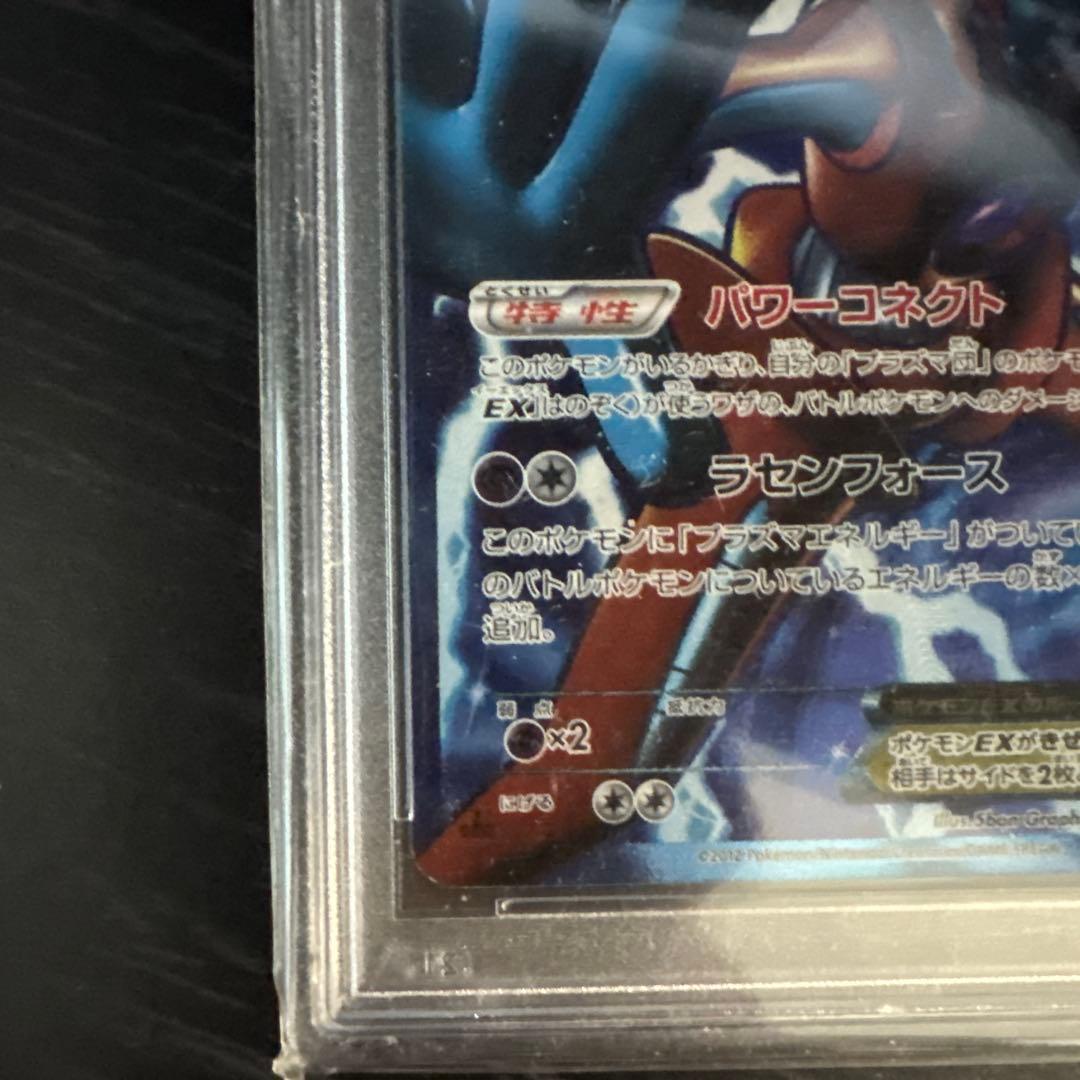 とくせい
特性 パワーコネクト
このポケモンがいるかぎり、自分の「プラズマ団」のポケモ
EX」はのぞく）が使うワザの、バトルポケモンへのダメージ
ラセンフォース
このポケモンに「プラズマエネルギー」がついてい
のバトルポケモンについているエネルギーの数×
ついか
追加。
弱点 抵抗力
×2
にげる
ポケモンEXがきぜ
相手はサイドを2枚
illus. 5ban Graph
©2012 Pokémon